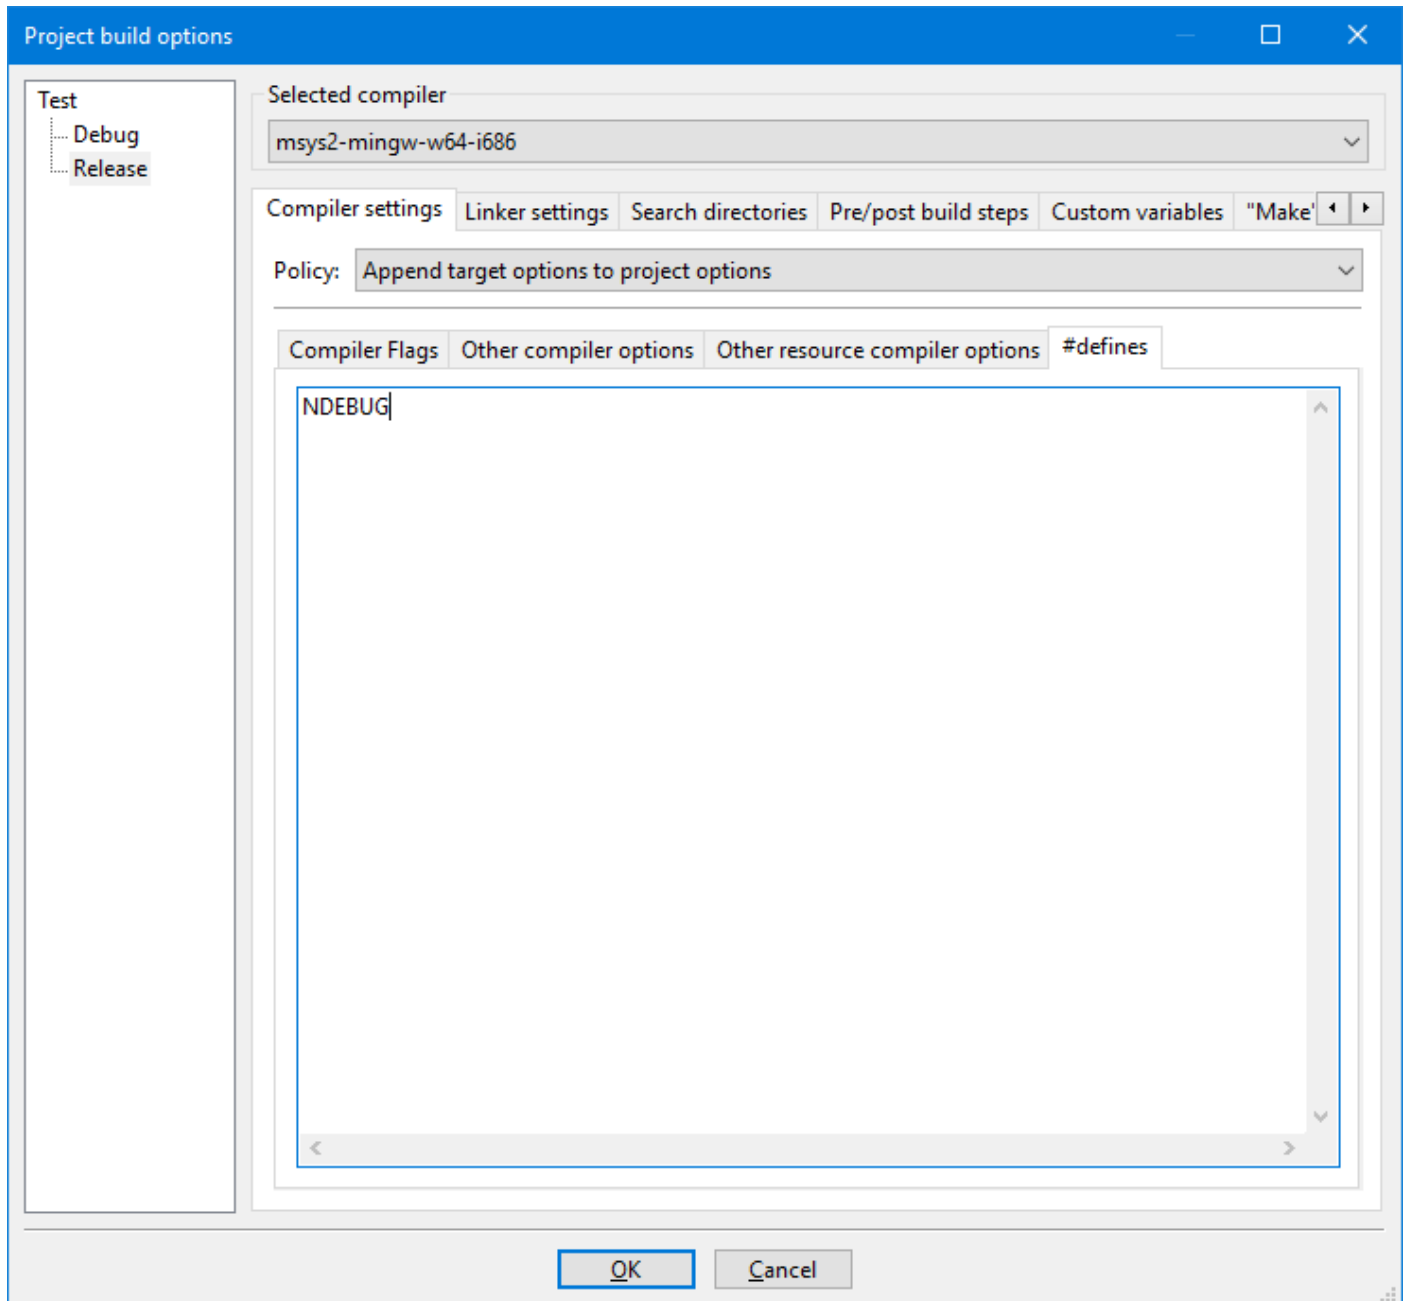 Project build options
Test
Debug
Release
Selected compiler
msys2-mingw-w64-i686
Compiler settings Linker settings Search directories Pre/post build steps Custom variables "Make'
Policy: Append target options to project options
Compiler Flags Other compiler options Other resource compiler options #defines
NDEBUG
OK Cancel